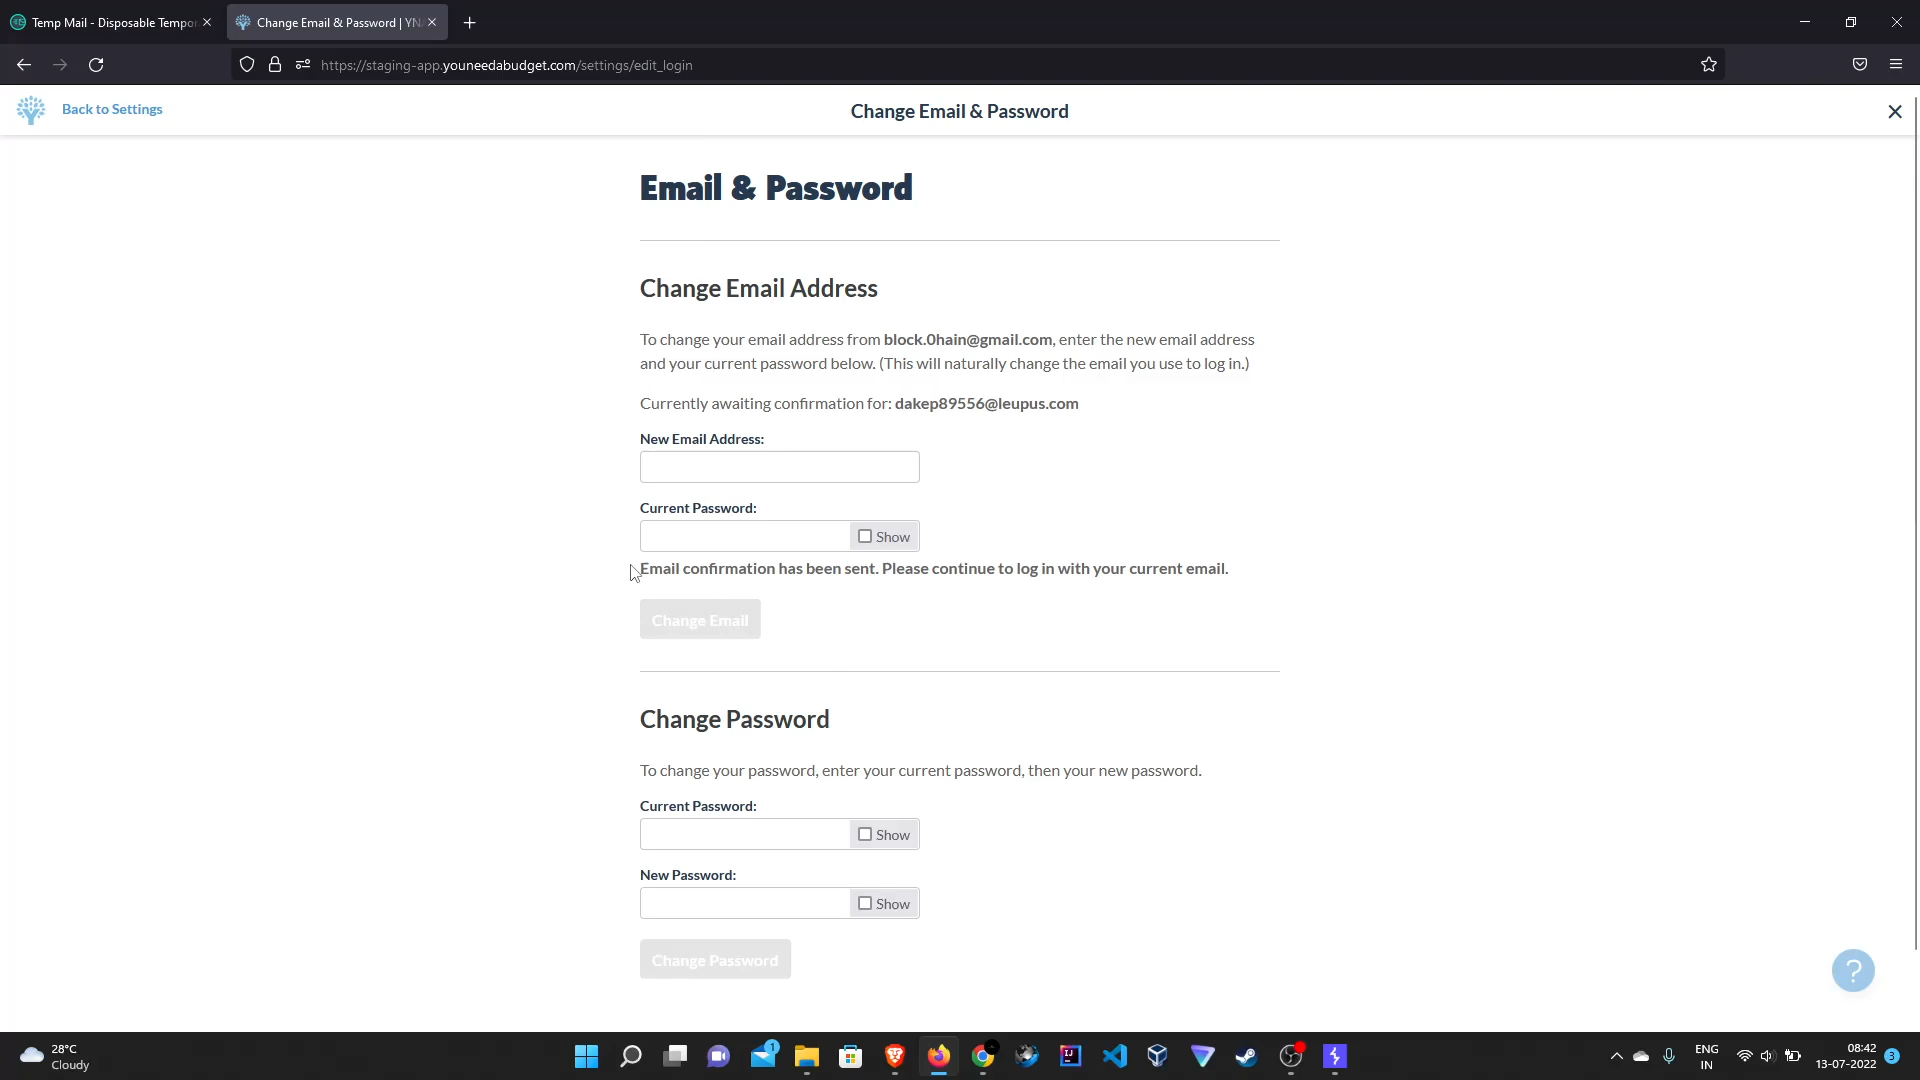 Temp Mail - Disposable Tempor
Change Email & Password | YN
https://staging-app.youneedabudget.com/settings/edit_login
Back to Settings
Change Email & Password
Email & Password
Change Email Address
To change your email address from block.0hain@gmail.com, enter the new email address
and your current password below. (This will naturally change the email you use to log in.)
Currently awaiting confirmation for: dakep89556@leupus.com
New Email Address:
Current Password:
Show
Email confirmation has been sent. Please continue to log in with your current email.
Change Email
Change Password
To change your password, enter your current password, then your new password.
Current Password:
Show
New Password:
Show
Change Password
?
28°C
Cloudy
1
IJ
ENG
IN
08:42
13-07-2022
3